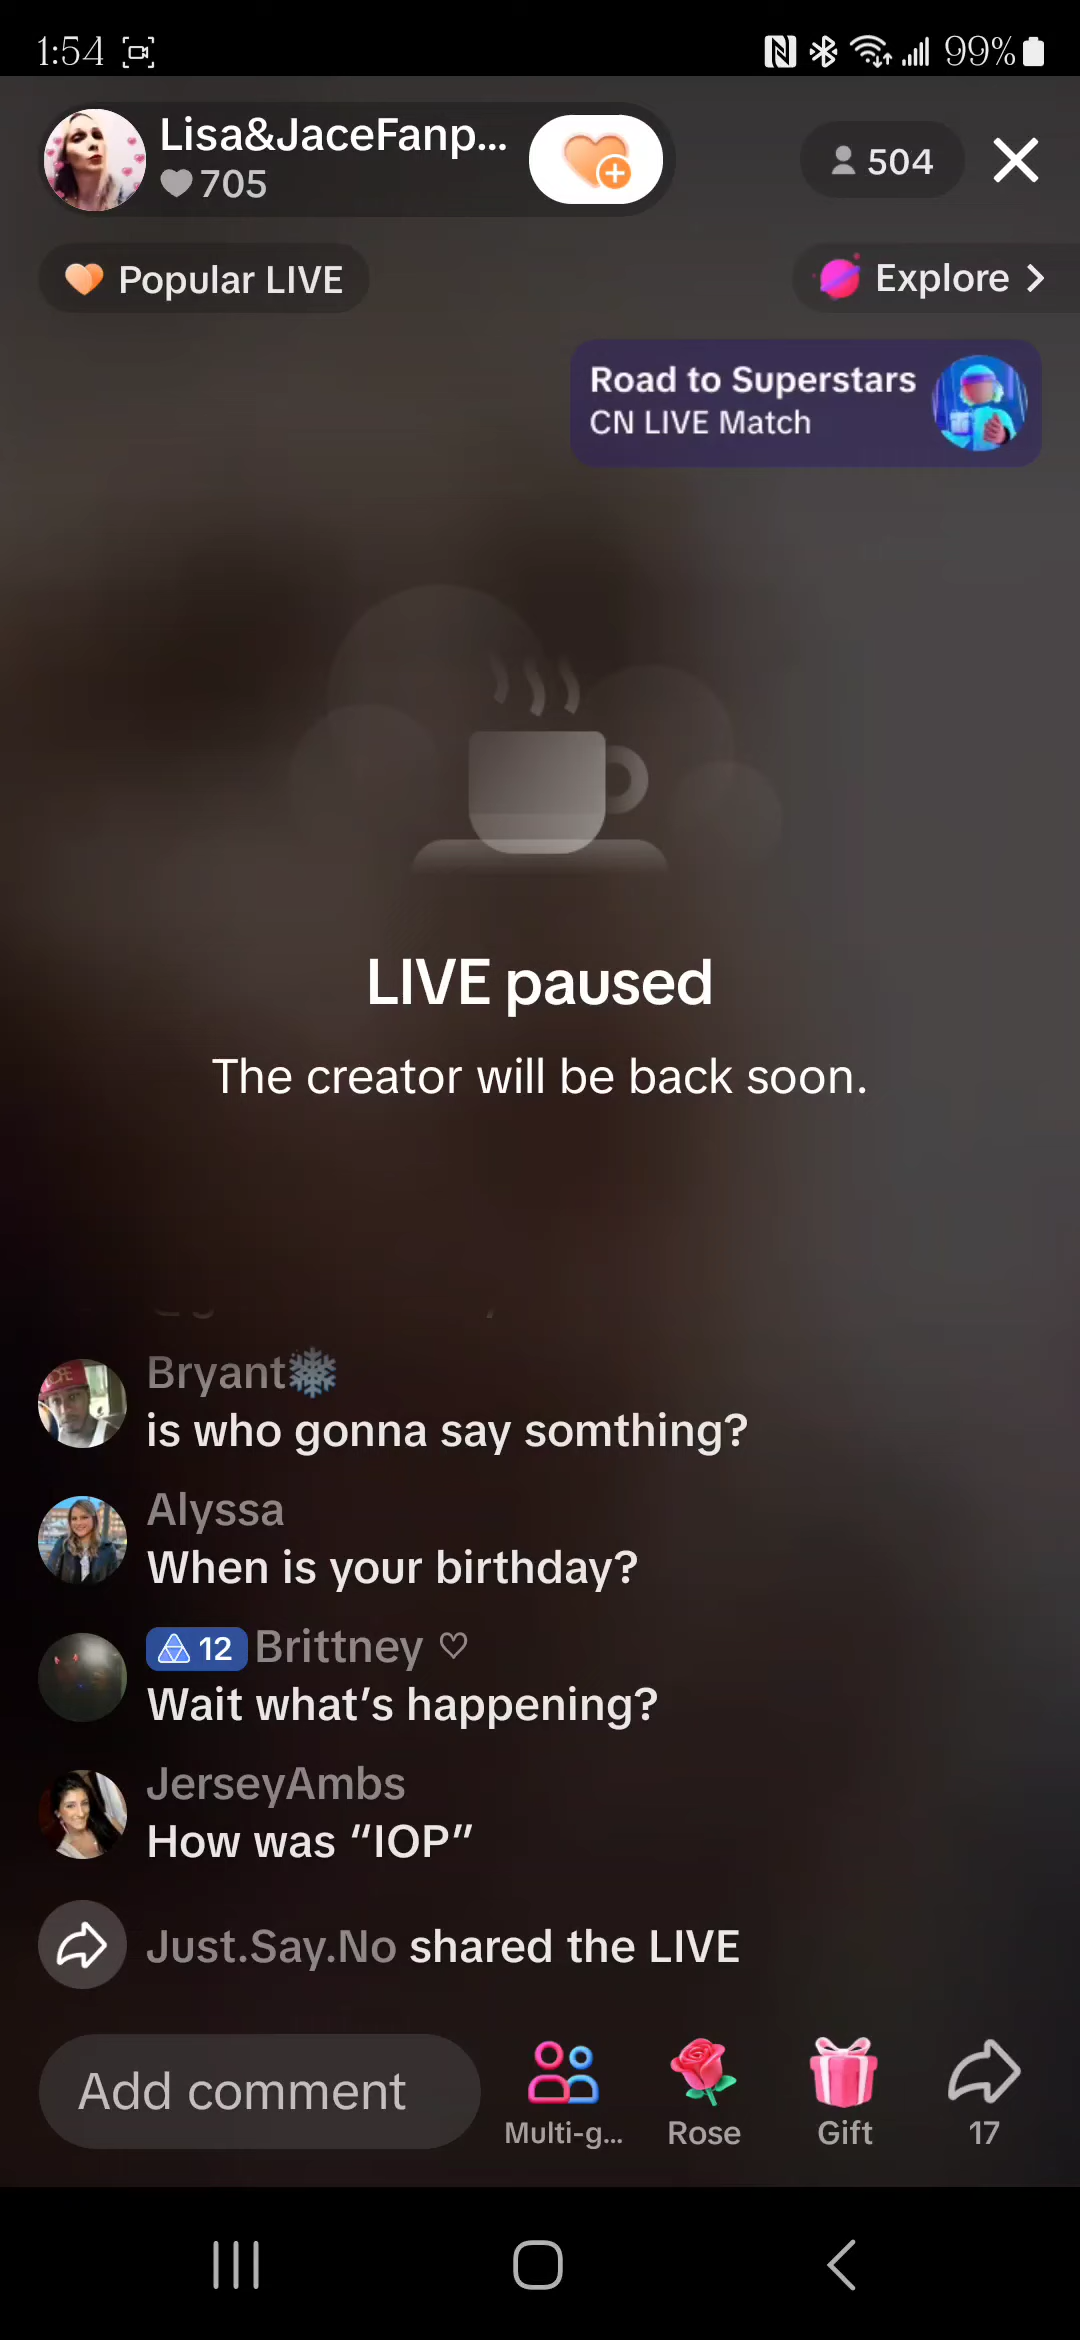 1:54
99%
Lisa&JaceFanp...
705
504
Popular LIVE
Explore
Road to Superstars
CN LIVE Match
LIVE paused
The creator will be back soon.
Bryant❄️
is who gonna say somthing?
Alyssa
When is your birthday?
12 Brittney ♡
Wait what's happening?
JerseyAmbs
How was “IOP”
Just.Say.No shared the LIVE
Add comment
Multi-g...
Rose
Gift
17